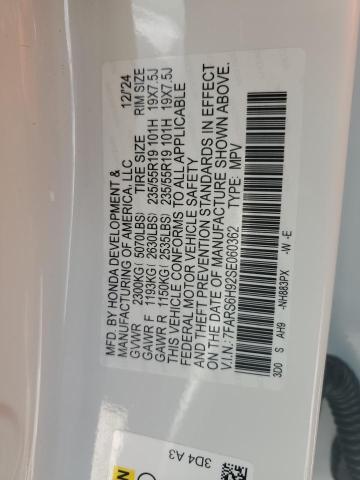 MFD. BY HONDA DEVELOPMENT &
MANUFACTURING OF AMERICA, LLC 12/'24
GVWR 2300KG( 5070LBS) TIRE SIZE RIM SIZE
GAWR F 1193KG( 2630LBS) 235/55R19 101H 19X7.5J
GAWR R 1150KG( 2535LBS) 235/55R19 101H 19X7.5J
THIS VEHICLE CONFORMS TO ALL APPLICABLE
FEDERAL MOTOR VEHICLE SAFETY
AND THEFT PREVENTION STANDARDS IN EFFECT
ON THE DATE OF MANUFACTURE SHOWN ABOVE.
V.I.N.: 7FARS6H92SE060362 TYPE: MPV
3D0 S AH9 -NH883PX -W -E
3D4 A3